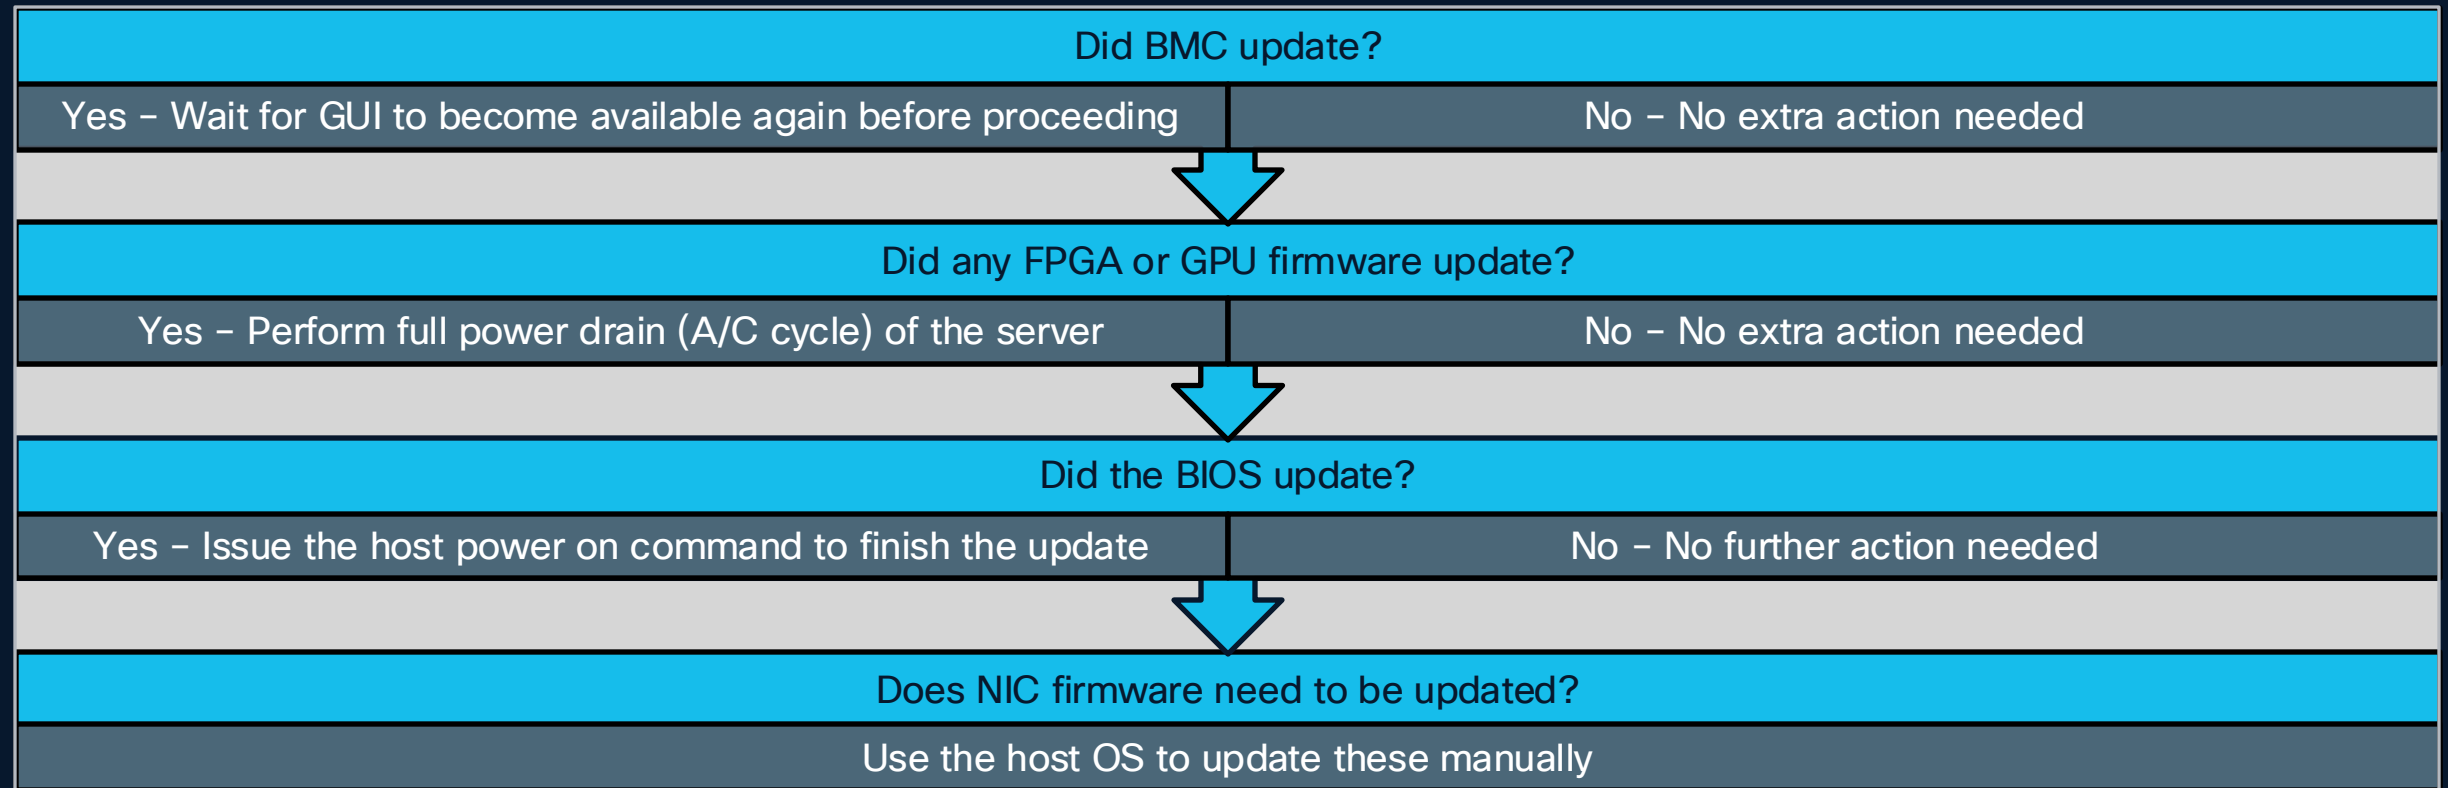 Did BMC update?
Yes – Wait for GUI to become available again before proceeding
No – No extra action needed
Did any FPGA or GPU firmware update?
Yes – Perform full power drain (A/C cycle) of the server
No – No extra action needed
Did the BIOS update?
Yes – Issue the host power on command to finish the update
No – No further action needed
Does NIC firmware need to be updated?
Use the host OS to update these manually